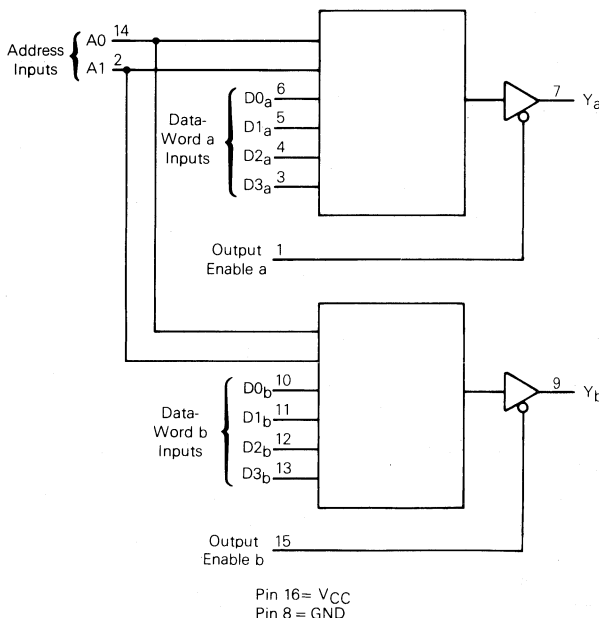 Address
Inputs
A0 14
A1 2
Data-
Word a
Inputs
D0a 6
D1a 5
D2a 4
D3a 3
7 Ya
Output
Enable a
1
Data-
Word b
Inputs
D0b 10
D1b 11
D2b 12
D3b 13
9 Yb
Output
Enable b
15
Pin 16= VCC
Pin 8= GND